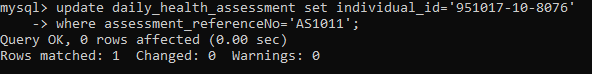 mysql> update daily_health_assessment set individual_id='951017-10-8076'
    -> where assessment_referenceNo='AS1011';
Query OK, 0 rows affected (0.00 sec)
Rows matched: 1  Changed: 0  Warnings: 0